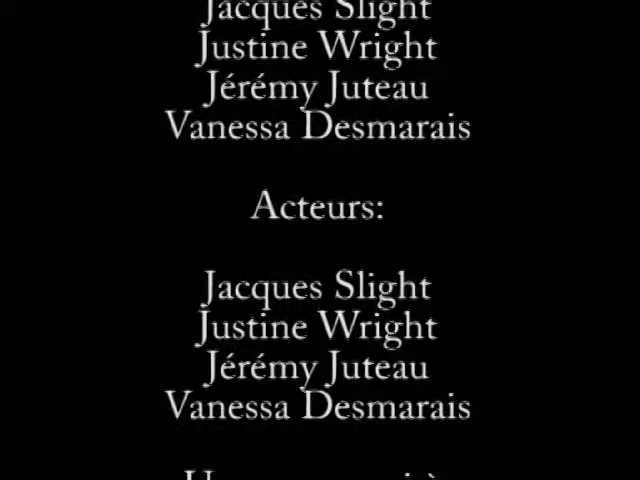 Jacques Slight
Justine Wright
Jérémy Juteau
Vanessa Desmarais
Acteurs:
Jacques Slight
Justine Wright
Jérémy Juteau
Vanessa Desmarais